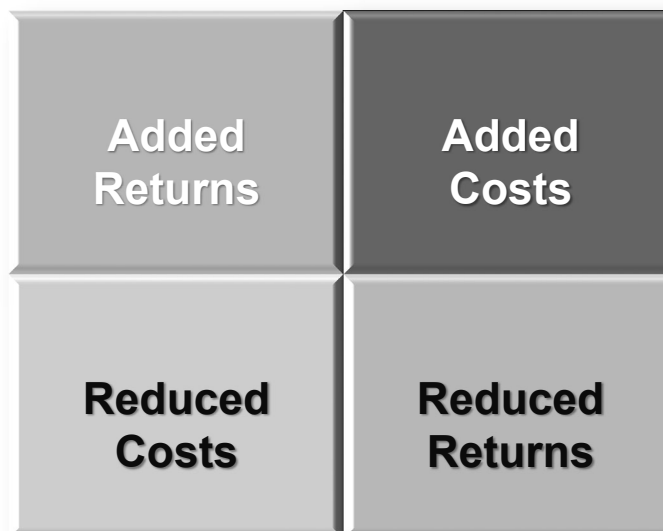 Added
Returns
Added
Costs
Reduced
Costs
Reduced
Returns